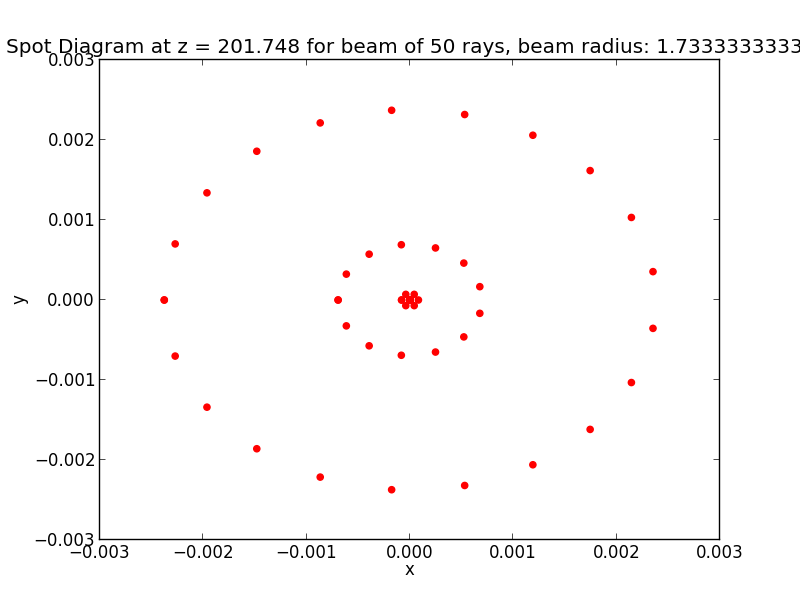 Spot Diagram at z = 201.748 for beam of 50 rays, beam radius: 1.7333333333
0.003
0.002
0.001
0.000
−0.001
−0.002
−0.003
y
−0.003 −0.002 −0.001 0.000 0.001 0.002 0.003
x